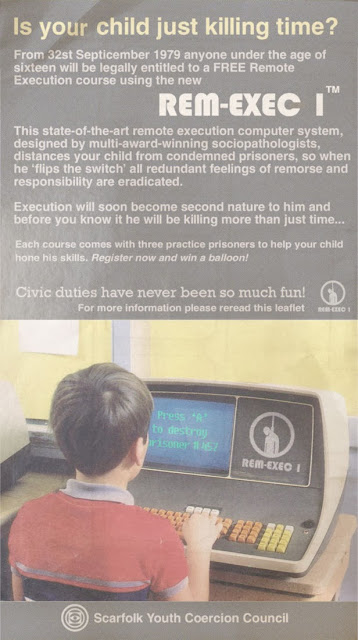 Is your child just killing time?
From 32st Septicember 1979 anyone under the age of
sixteen will be legally entitled to a FREE Remote
Execution course using the new
REM-EXEC I™
This state-of-the-art remote execution computer system,
designed by multi-award-winning sociopathologists,
distances your child from condemned prisoners, so when
he 'flips the switch' all redundant feelings of remorse and
responsibility are eradicated.
Execution will soon become second nature to him and
before you know it he will be killing more than just time...
Each course comes with three practice prisoners to help your child
hone his skills. Register now and win a balloon!
Civic duties have never been so much fun!
For more information please reread this leaflet
REM-EXEC I
Press 'A'
to destroy
prisoner
REM-EXEC I
Scarfolk Youth Coercion Council